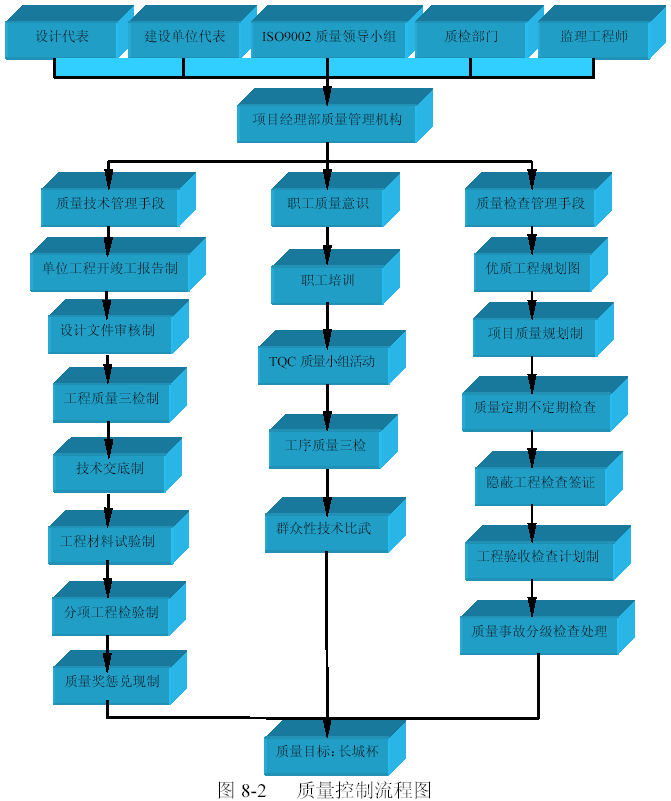 设计代表
建设单位代表
ISO9002 质量领导小组
质检部门
监理工程师
项目经理部质量管理机构
质量技术管理手段
职工质量意识
质量检查管理手段
单位工程开竣工报告制
职工培训
优质工程规划图
设计文件审核制
TQC 质量小组活动
项目质量规划制
工程质量三检制
工序质量三检
质量定期不定期检查
技术交底制
群众性技术比武
隐蔽工程检查签证
工程材料试验制
工程验收检查计划制
分项工程检验制
质量事故分级检查处理
质量奖惩兑现制
质量目标：长城杯
图 8-2 质量控制流程图